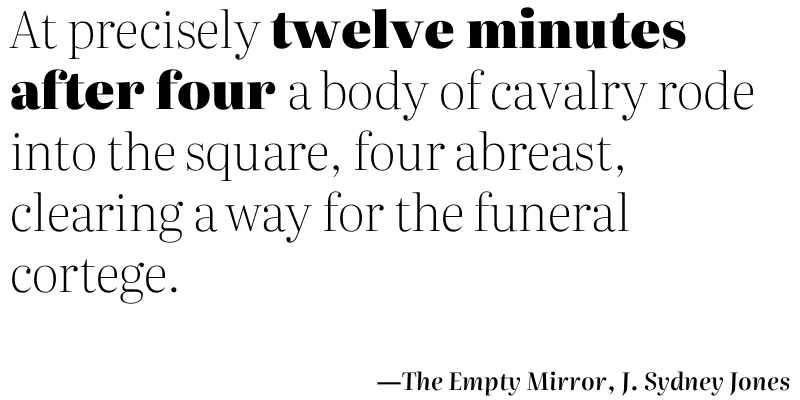 At precisely twelve minutes
after four a body of cavalry rode
into the square, four abreast,
clearing a way for the funeral
cortege.
—The Empty Mirror, J. Sydney Jones